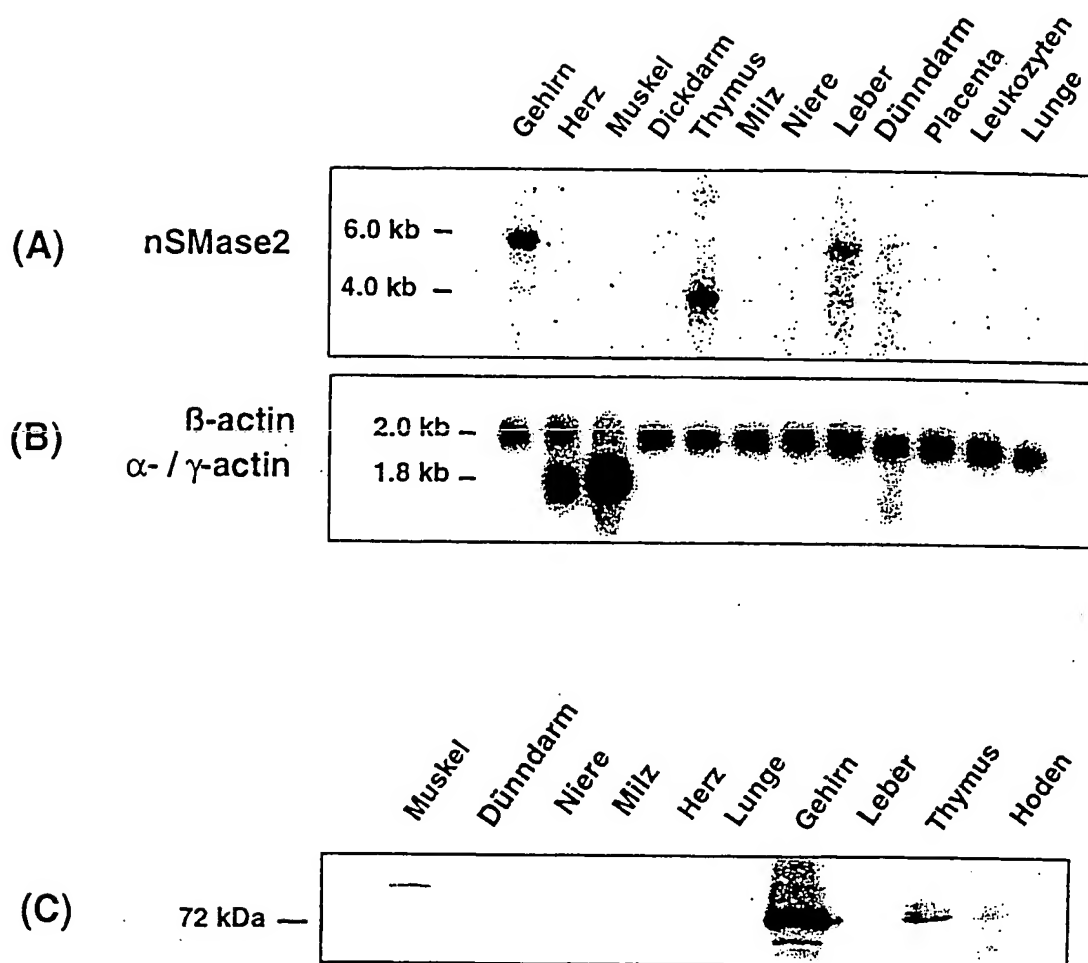 Gehirn
Herz
Muskel
Dickdarm
Thymus
Milz
Niere
Leber
Dünndarm
Placenta
Leukozyten
Lunge
(A) nSMase2
6.0 kb –
4.0 kb –
(B) ß-actin
α- / γ-actin
2.0 kb –
1.8 kb –
Muskel
Dünndarm
Niere
Milz
Herz
Lunge
Gehirn
Leber
Thymus
Hoden
(C) 72 kDa —